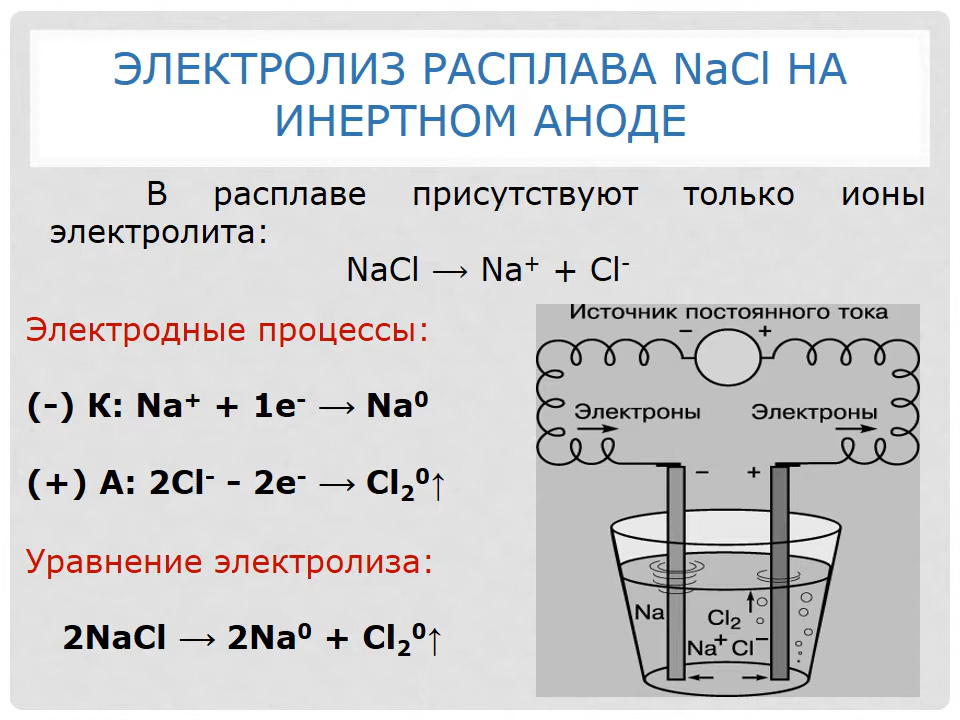 ЭЛЕКТРОЛИЗ РАСПЛАВА NaCl НА
ИНЕРТНОМ АНОДЕ
В расплаве присутствуют только ионы
электролита:
NaCl ⟶ Na⁺ + Cl⁻
Электродные процессы:
(–) К: Na⁺ + 1e⁻ ⟶ Na⁰
(+) А: 2Cl⁻ – 2e⁻ ⟶ Cl₂⁰↑
Уравнение электролиза:
2NaCl ⟶ 2Na⁰ + Cl₂⁰↑
Источник постоянного тока
– +
Электроны Электроны
– +
Na
Cl₂
Na⁺ Cl⁻